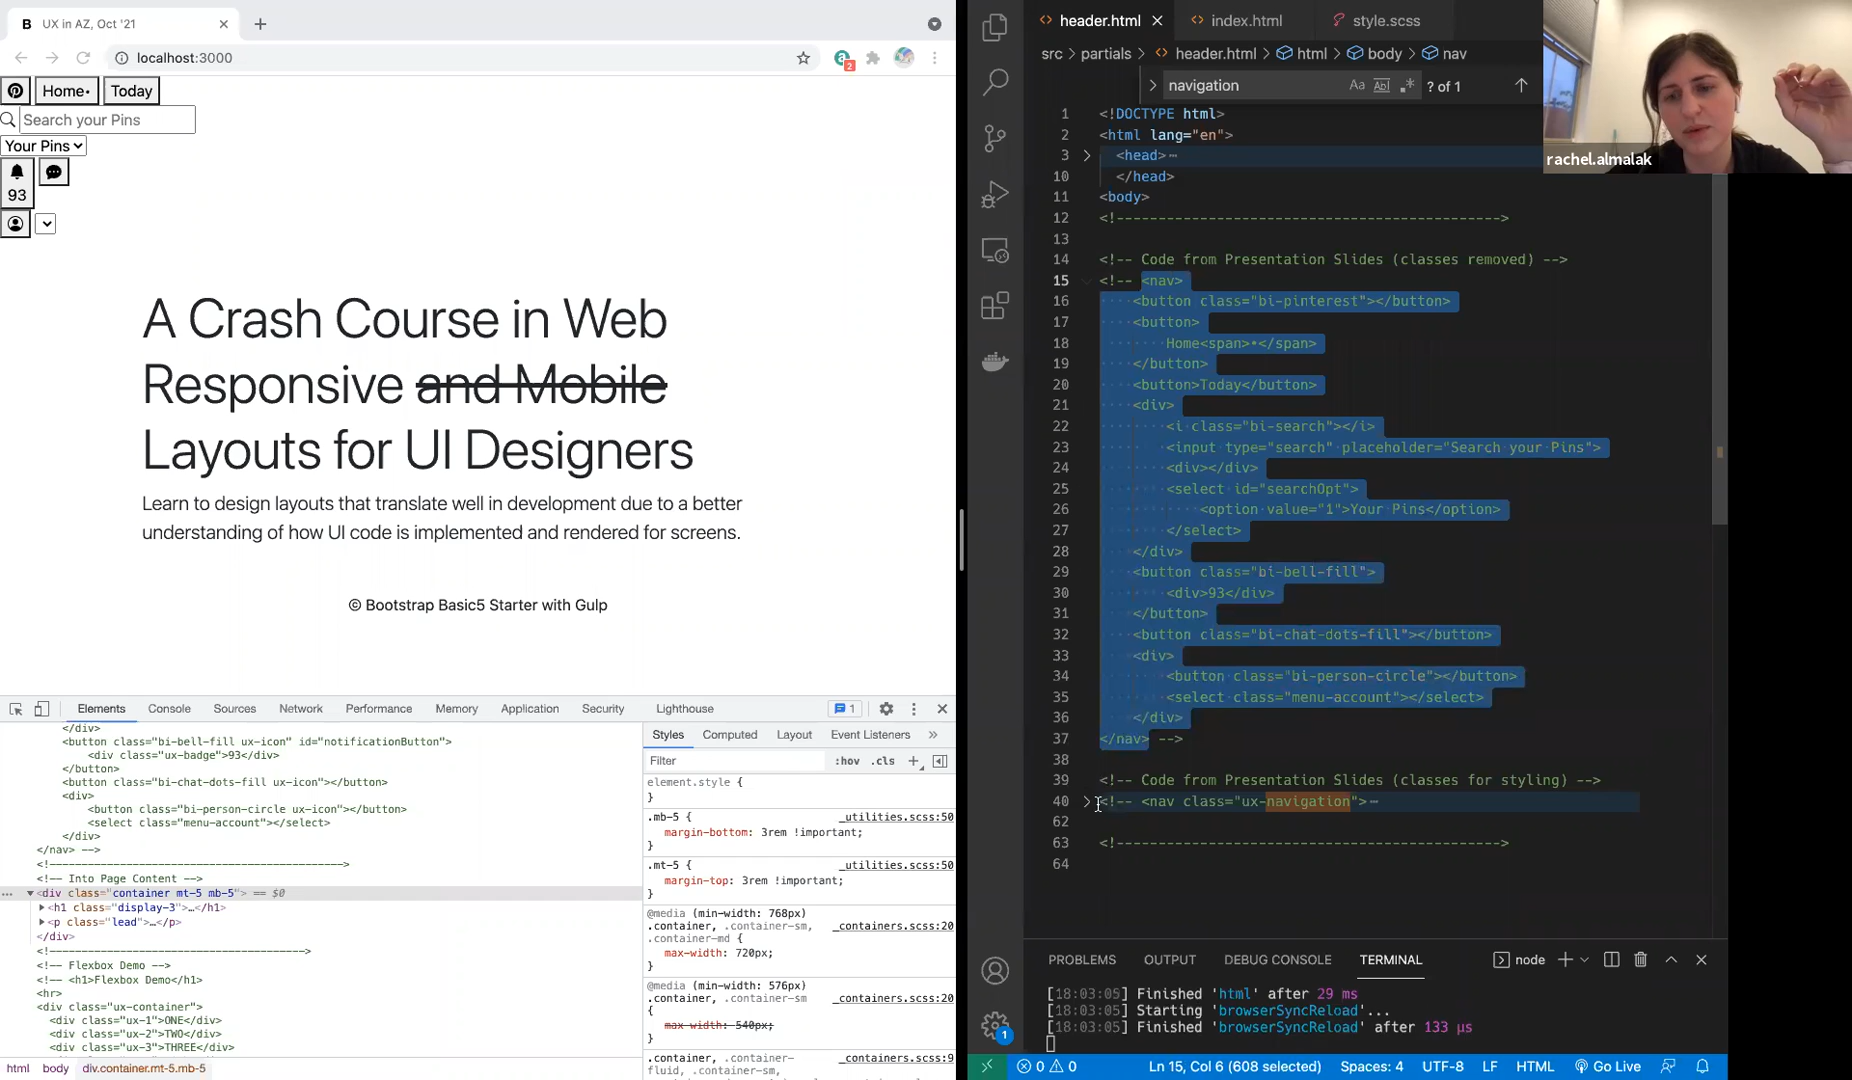 B UX in AZ, Oct '21
localhost:3000
2
Home•
Today
Search your Pins
Your Pins
93
A Crash Course in Web
Responsive and Mobile
Layouts for UI Designers
Learn to design layouts that translate well in development due to a better
understanding of how UI code is implemented and rendered for screens.
© Bootstrap Basic5 Starter with Gulp
Elements Console Sources Network Performance Memory Application Security Lighthouse 1
</div>
<button class="bi-bell-fill ux-icon" id="notificationButton">
<div class="ux-badge">93</div>
</button>
<button class="bi-chat-dots-fill ux-icon"></button>
<div>
<button class="bi-person-circle ux-icon"></button>
<select class="menu-account"></select>
</div>
</nav> -->
<!---------------------------------------------->
<!-- Into Page Content -->
<div class="container mt-5 mb-5"> == $0
<h1 class="display-3">…</h1>
<p class="lead">…</p>
</div>
<!---------------------------------------->
<!-- Flexbox Demo -->
<!-- <h1>Flexbox Demo</h1>
<hr>
<div class="ux-container">
<div class="ux-1">ONE</div>
<div class="ux-2">TWO</div>
<div class="ux-3">THREE</div>
html body div.container.mt-5.mb-5
Styles Computed Layout Event Listeners »
Filter :hov .cls +
element.style {
}
.mb-5 { _utilities.scss:50
margin-bottom: 3rem !important;
}
.mt-5 { _utilities.scss:50
margin-top: 3rem !important;
}
@media (min-width: 768px)
.container, .container-sm, _containers.scss:20
.container-md {
max-width: 720px;
}
@media (min-width: 576px)
.container, .container-sm _containers.scss:20
{
max-width: 540px;
}
.container, .container- _containers.scss:9
fluid, .container-sm,
header.html
index.html
style.scss
src > partials > header.html > html > body > nav
navigation Aa Ab .* ? of 1
1 <!DOCTYPE html>
2 <html lang="en">
3 <head>…
10 </head>
11 <body>
12 <!---------------------------------------------->
13
14 <!-- Code from Presentation Slides (classes removed) -->
15 <!-- <nav>
16 <button class="bi-pinterest"></button>
17 <button>
18 Home<span>•</span>
19 </button>
20 <button>Today</button>
21 <div>
22 <i class="bi-search"></i>
23 <input type="search" placeholder="Search your Pins">
24 <div></div>
25 <select id="searchOpt">
26 <option value="1">Your Pins</option>
27 </select>
28 </div>
29 <button class="bi-bell-fill">
30 <div>93</div>
31 </button>
32 <button class="bi-chat-dots-fill"></button>
33 <div>
34 <button class="bi-person-circle"></button>
35 <select class="menu-account"></select>
36 </div>
37 </nav> -->
38
39 <!-- Code from Presentation Slides (classes for styling) -->
40 <!-- <nav class="ux-navigation">…
62
63 <!---------------------------------------------->
64
rachel.almalak
PROBLEMS OUTPUT DEBUG CONSOLE TERMINAL node
[18:03:05] Finished 'html' after 29 ms
[18:03:05] Starting 'browserSyncReload'...
[18:03:05] Finished 'browserSyncReload' after 133 μs
1
0 0 Ln 15, Col 6 (608 selected) Spaces: 4 UTF-8 LF HTML Go Live